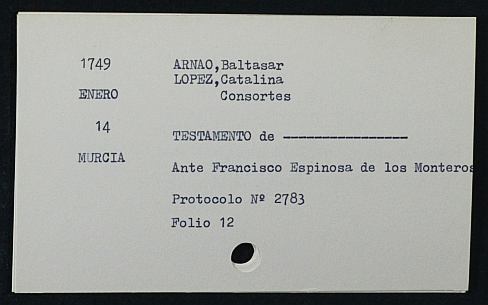 1749 ARNAO,Baltasar
LOPEZ,Catalina
ENERO Consortes
14 TESTAMENTO de ----------------
MURCIA Ante Francisco Espinosa de los Monteros
Protocolo Nº 2783
Folio 12